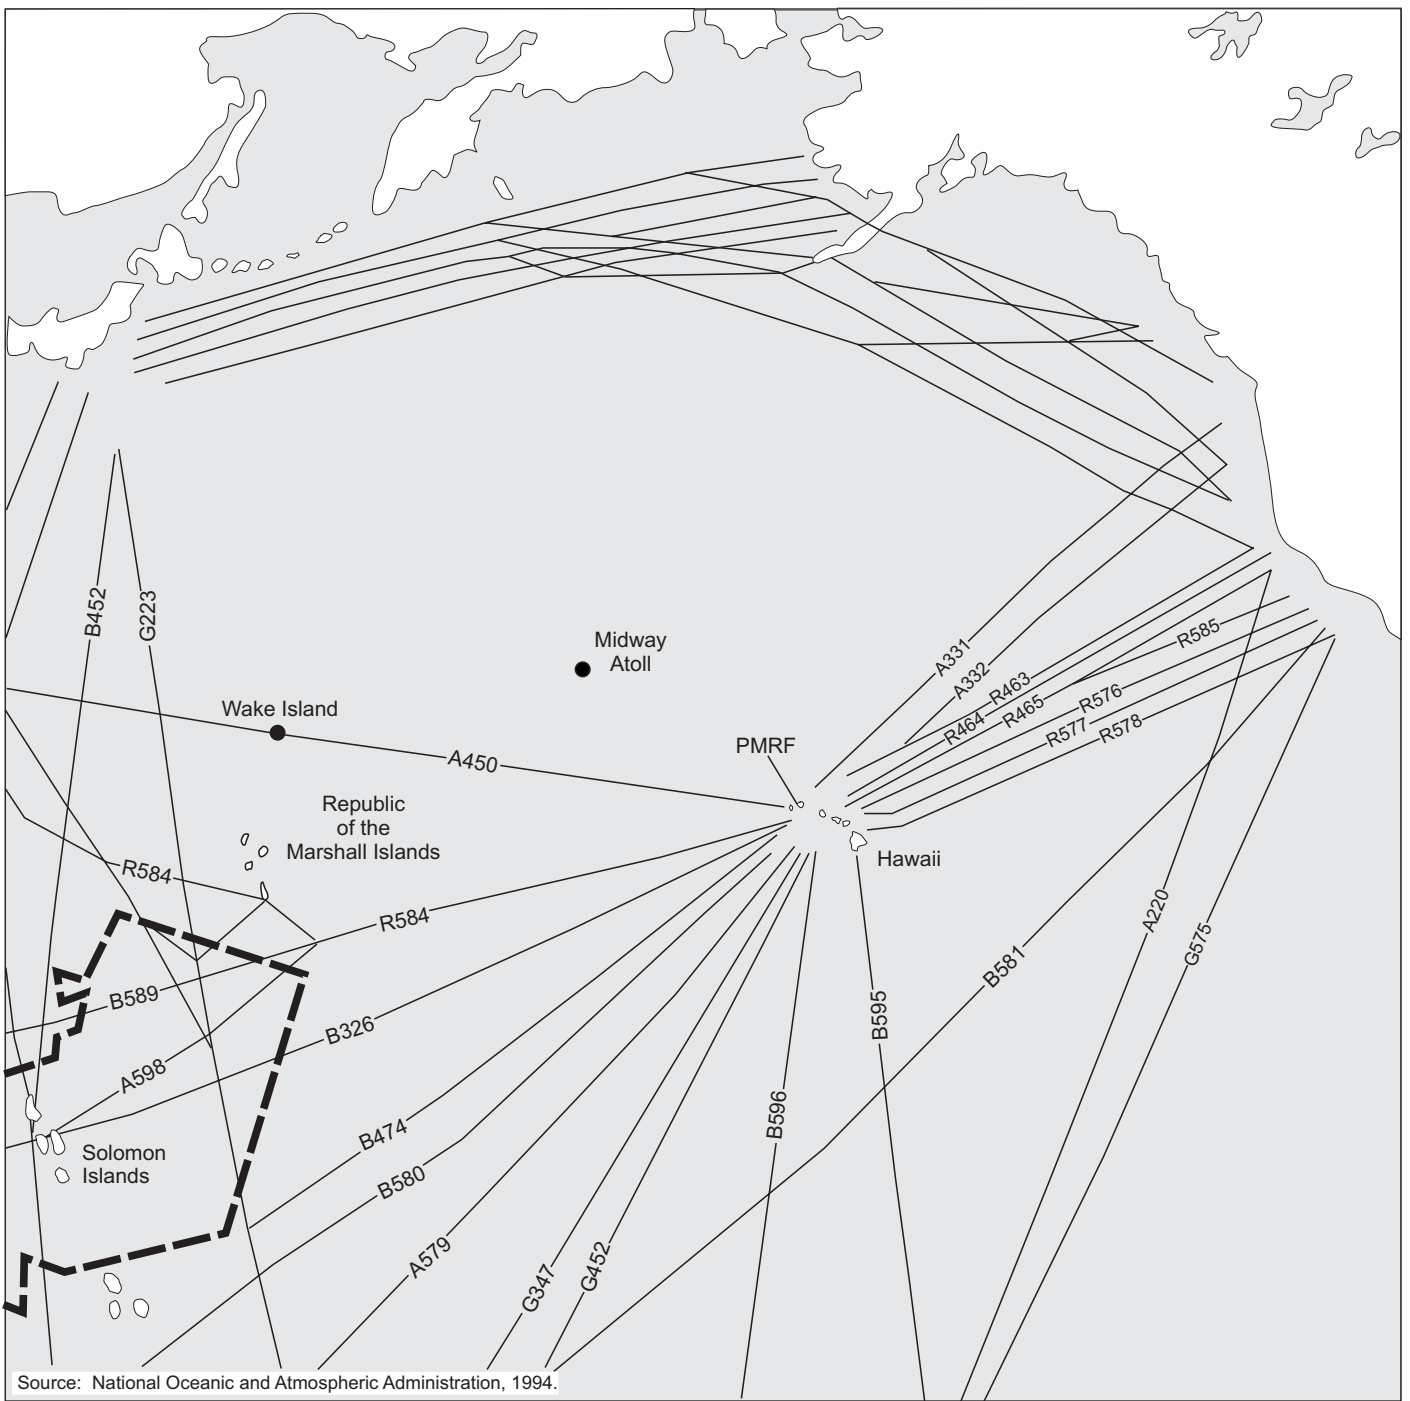 B452
G223
Midway
Atoll
A331
A332
R585
R463
R464
R465
R576
R577
R578
Wake Island
A450
PMRF
Republic
of the
Marshall Islands
Hawaii
R584
R584
A220
G575
B581
B589
B326
B595
A598
B596
B474
Solomon
Islands
B580
A579
G347
G452
Source: National Oceanic and Atmospheric Administration, 1994.